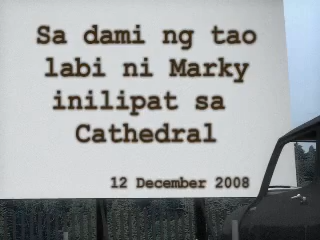 Sa dami ng tao
labi ni Marky
inilipat sa
Cathedral
12 December 2008